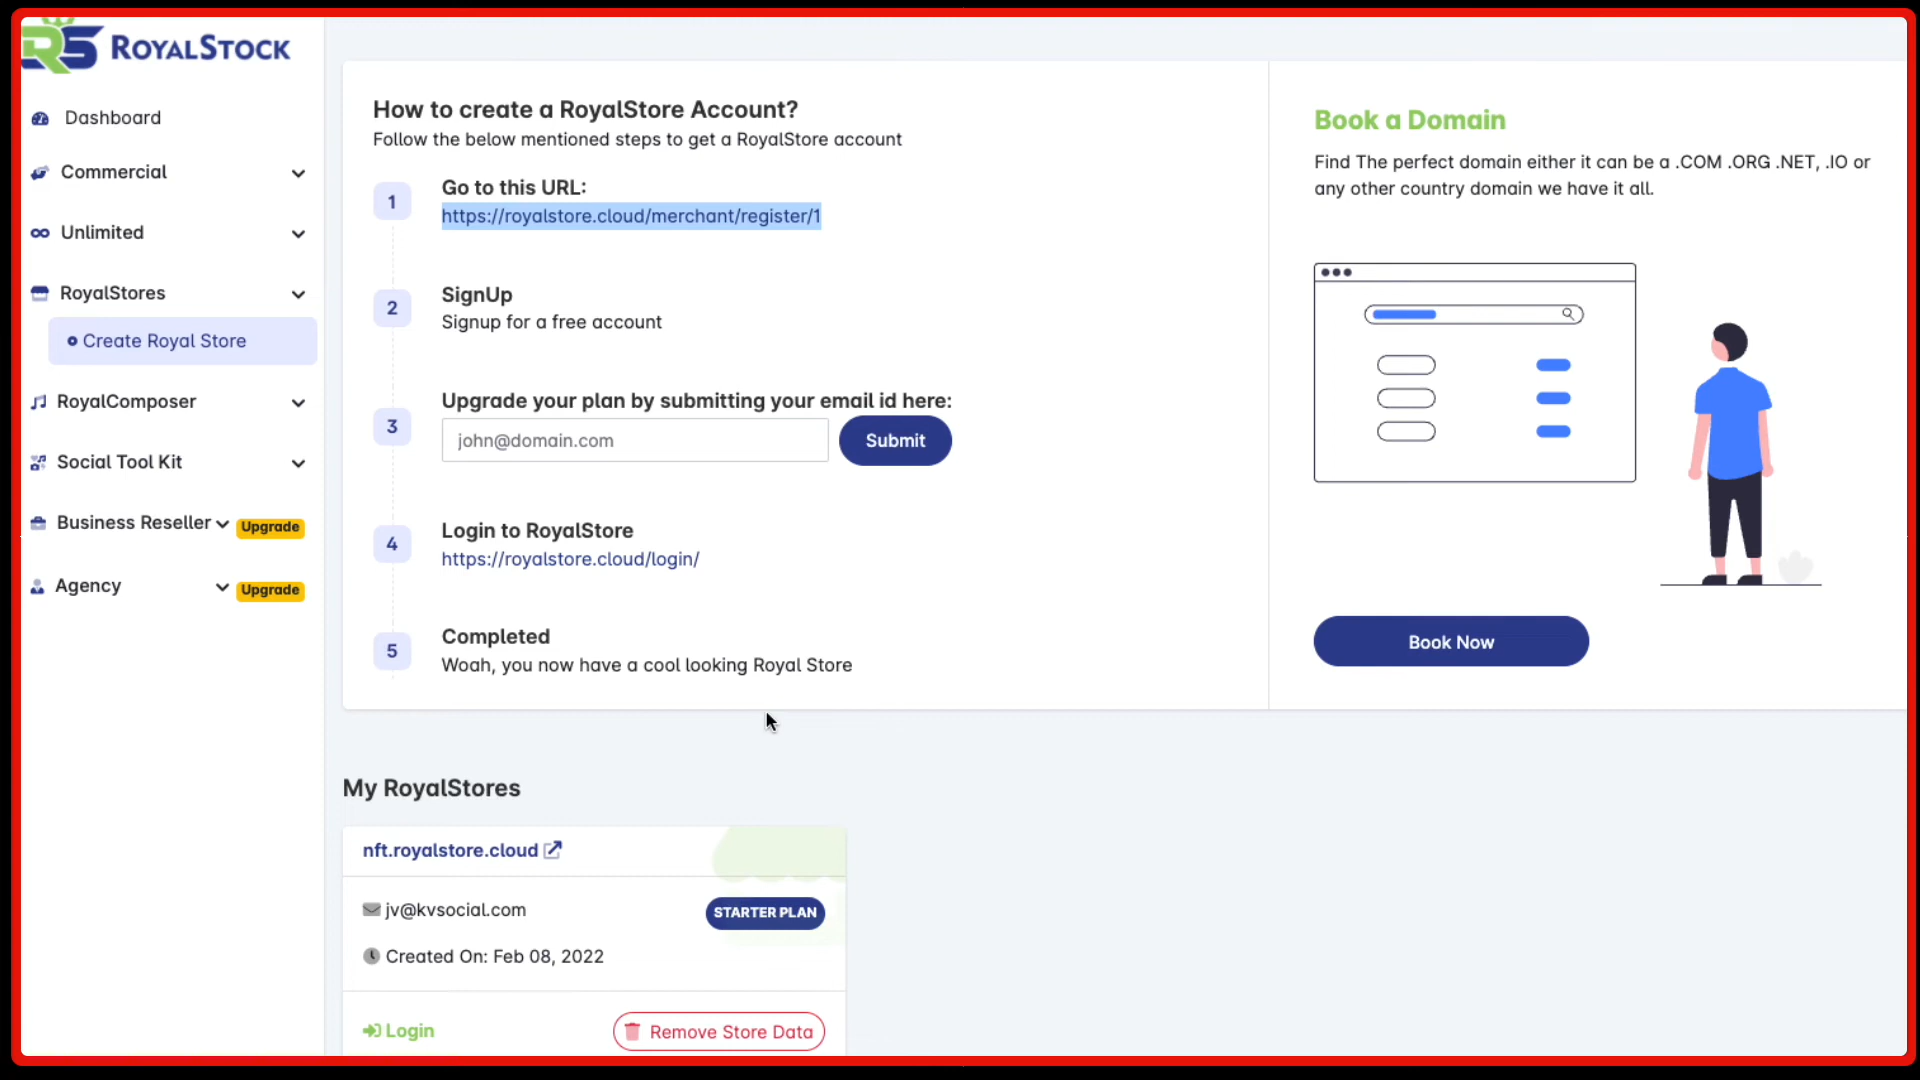 RS ROYALSTOCK
Dashboard
Commercial
Unlimited
RoyalStores
Create Royal Store
RoyalComposer
Social Tool Kit
Business Reseller Upgrade
Agency Upgrade
How to create a RoyalStore Account?
Follow the below mentioned steps to get a RoyalStore account
1 Go to this URL:
https://royalstore.cloud/merchant/register/1
2 SignUp
Signup for a free account
3 Upgrade your plan by submitting your email id here:
john@domain.com Submit
4 Login to RoyalStore
https://royalstore.cloud/login/
5 Completed
Woah, you now have a cool looking Royal Store
Book a Domain
Find The perfect domain either it can be a .COM .ORG .NET, .IO or
any other country domain we have it all.
Book Now
My RoyalStores
nft.royalstore.cloud
jv@kvsocial.com STARTER PLAN
Created On: Feb 08, 2022
Login Remove Store Data